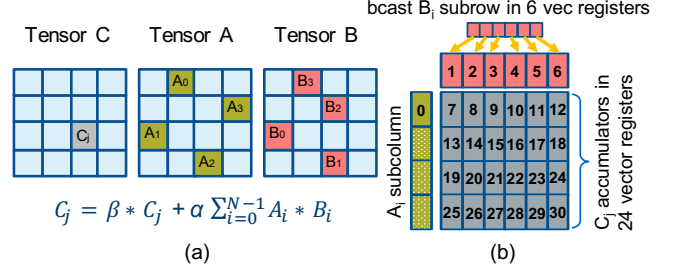 (a)
Tensor C
Tensor A
Tensor B
A₀
A₃
A₁
A₂
B₃
B₂
B₀
B₁
Cⱼ
Cⱼ = β * Cⱼ + α ∑ᵢ₌₀ᴺ⁻¹ Aᵢ * Bᵢ
(a)
bcast Bᵢ subrow in 6 vec registers
(b)
1 2 3 4 5 6
0 7 8 9 10 11 12
13 14 15 16 17 18
19 20 21 22 23 24
25 26 27 28 29 30
Aᵢ subcolumn
Cⱼ accumulators in
24 vector registers
(b)